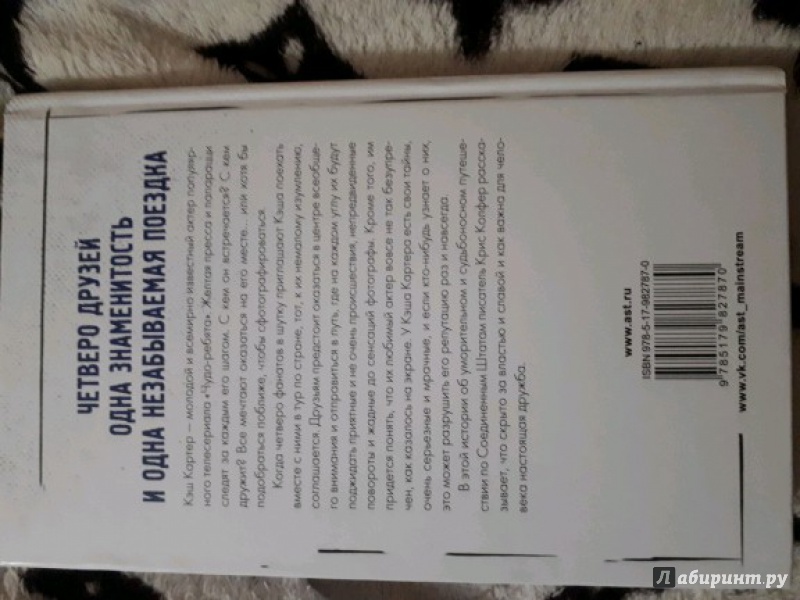 ЧЕТВЕРО ДРУЗЕЙ
ОДНА ЗНАМЕНИТОСТЬ
И ОДНА НЕЗАБЫВАЕМАЯ ПОЕЗДКА
Кэш Картер — молодой и всемирно известный актер популяр-
ного телесериала «Чудо-ребята». Желтая пресса и папарацци
следят за каждым его шагом. С кем он встречается? С кем
дружит? Все мечтают оказаться на его месте... или хотя бы
подобраться поближе, чтобы сфотографироваться.
Когда четверо фанатов в шутку приглашают Кэша поехать
вместе с ними в тур по стране, тот, к их немалому изумлению,
соглашается. Друзьям предстоит оказаться в центре всеобще-
го внимания и отправиться в путь, где на каждом углу их будут
поджидать приятные и не очень происшествия, непредвиденные
повороты и жадные до сенсаций фотографы. Кроме того, им
придется понять, что их любимый актер вовсе не так безупре-
чен, как казалось на экране. У Кэша Картера есть свои тайны,
очень серьезные и мрачные, и если кто-нибудь узнает о них,
это может разрушить его репутацию раз и навсегда.
В этой истории об уморительном и судьбоносном путеше-
ствии по Соединенным Штатам писатель Крис Колфер расска-
зывает, что скрыто за властью и славой и как важна для чело-
века настоящая дружба.
www.ast.ru
ISBN 978-5-17-982787-0
9 785179 827870
www.vk.com/ast_mainstream
Лабиринт.ру